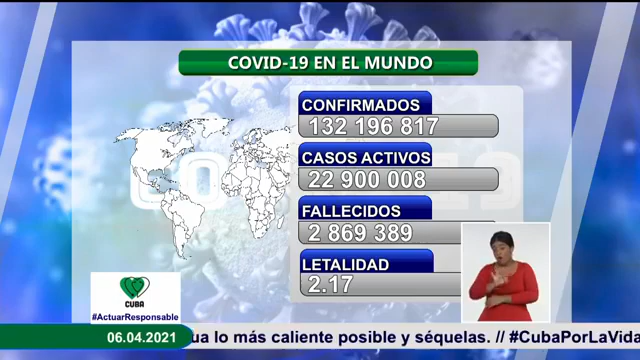 COVID-19 EN EL MUNDO
CONFIRMADOS
132 196 817
CASOS ACTIVOS
22 900 008
FALLECIDOS
2 869 389
LETALIDAD
2.17
CUBA
#ActuarResponsable
06.04.2021
ua lo más caliente posible y séquelas. // #CubaPorLaVida